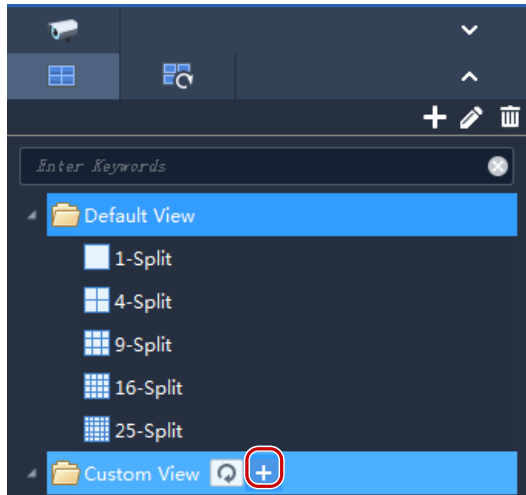 Enter Keywords
Default View
1-Split
4-Split
9-Split
16-Split
25-Split
Custom View